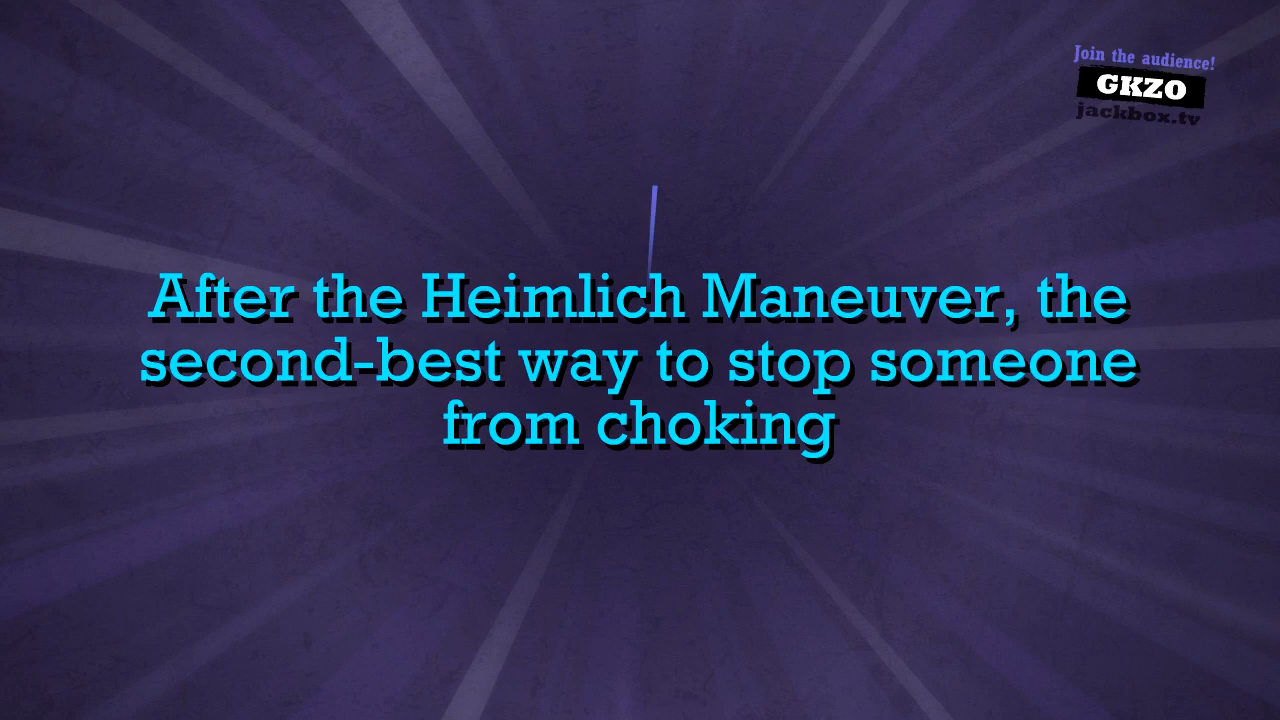 Join the audience!
GKZO
jackbox.tv
After the Heimlich Maneuver, the
second-best way to stop someone
from choking